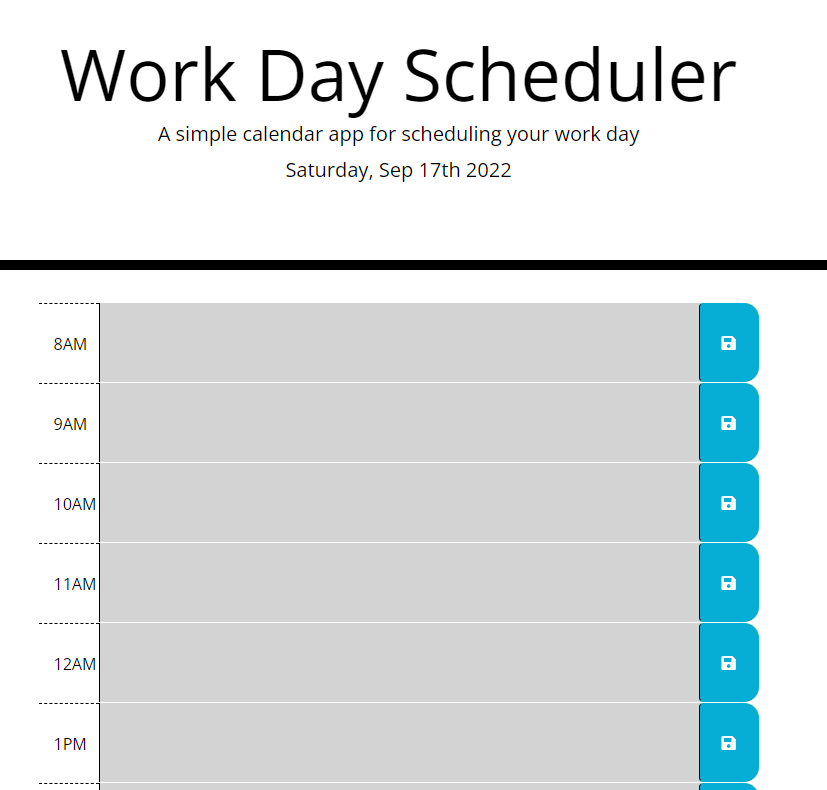 Work Day Scheduler
A simple calendar app for scheduling your work day
Saturday, Sep 17th 2022
8AM
9AM
10AM
11AM
12AM
1PM